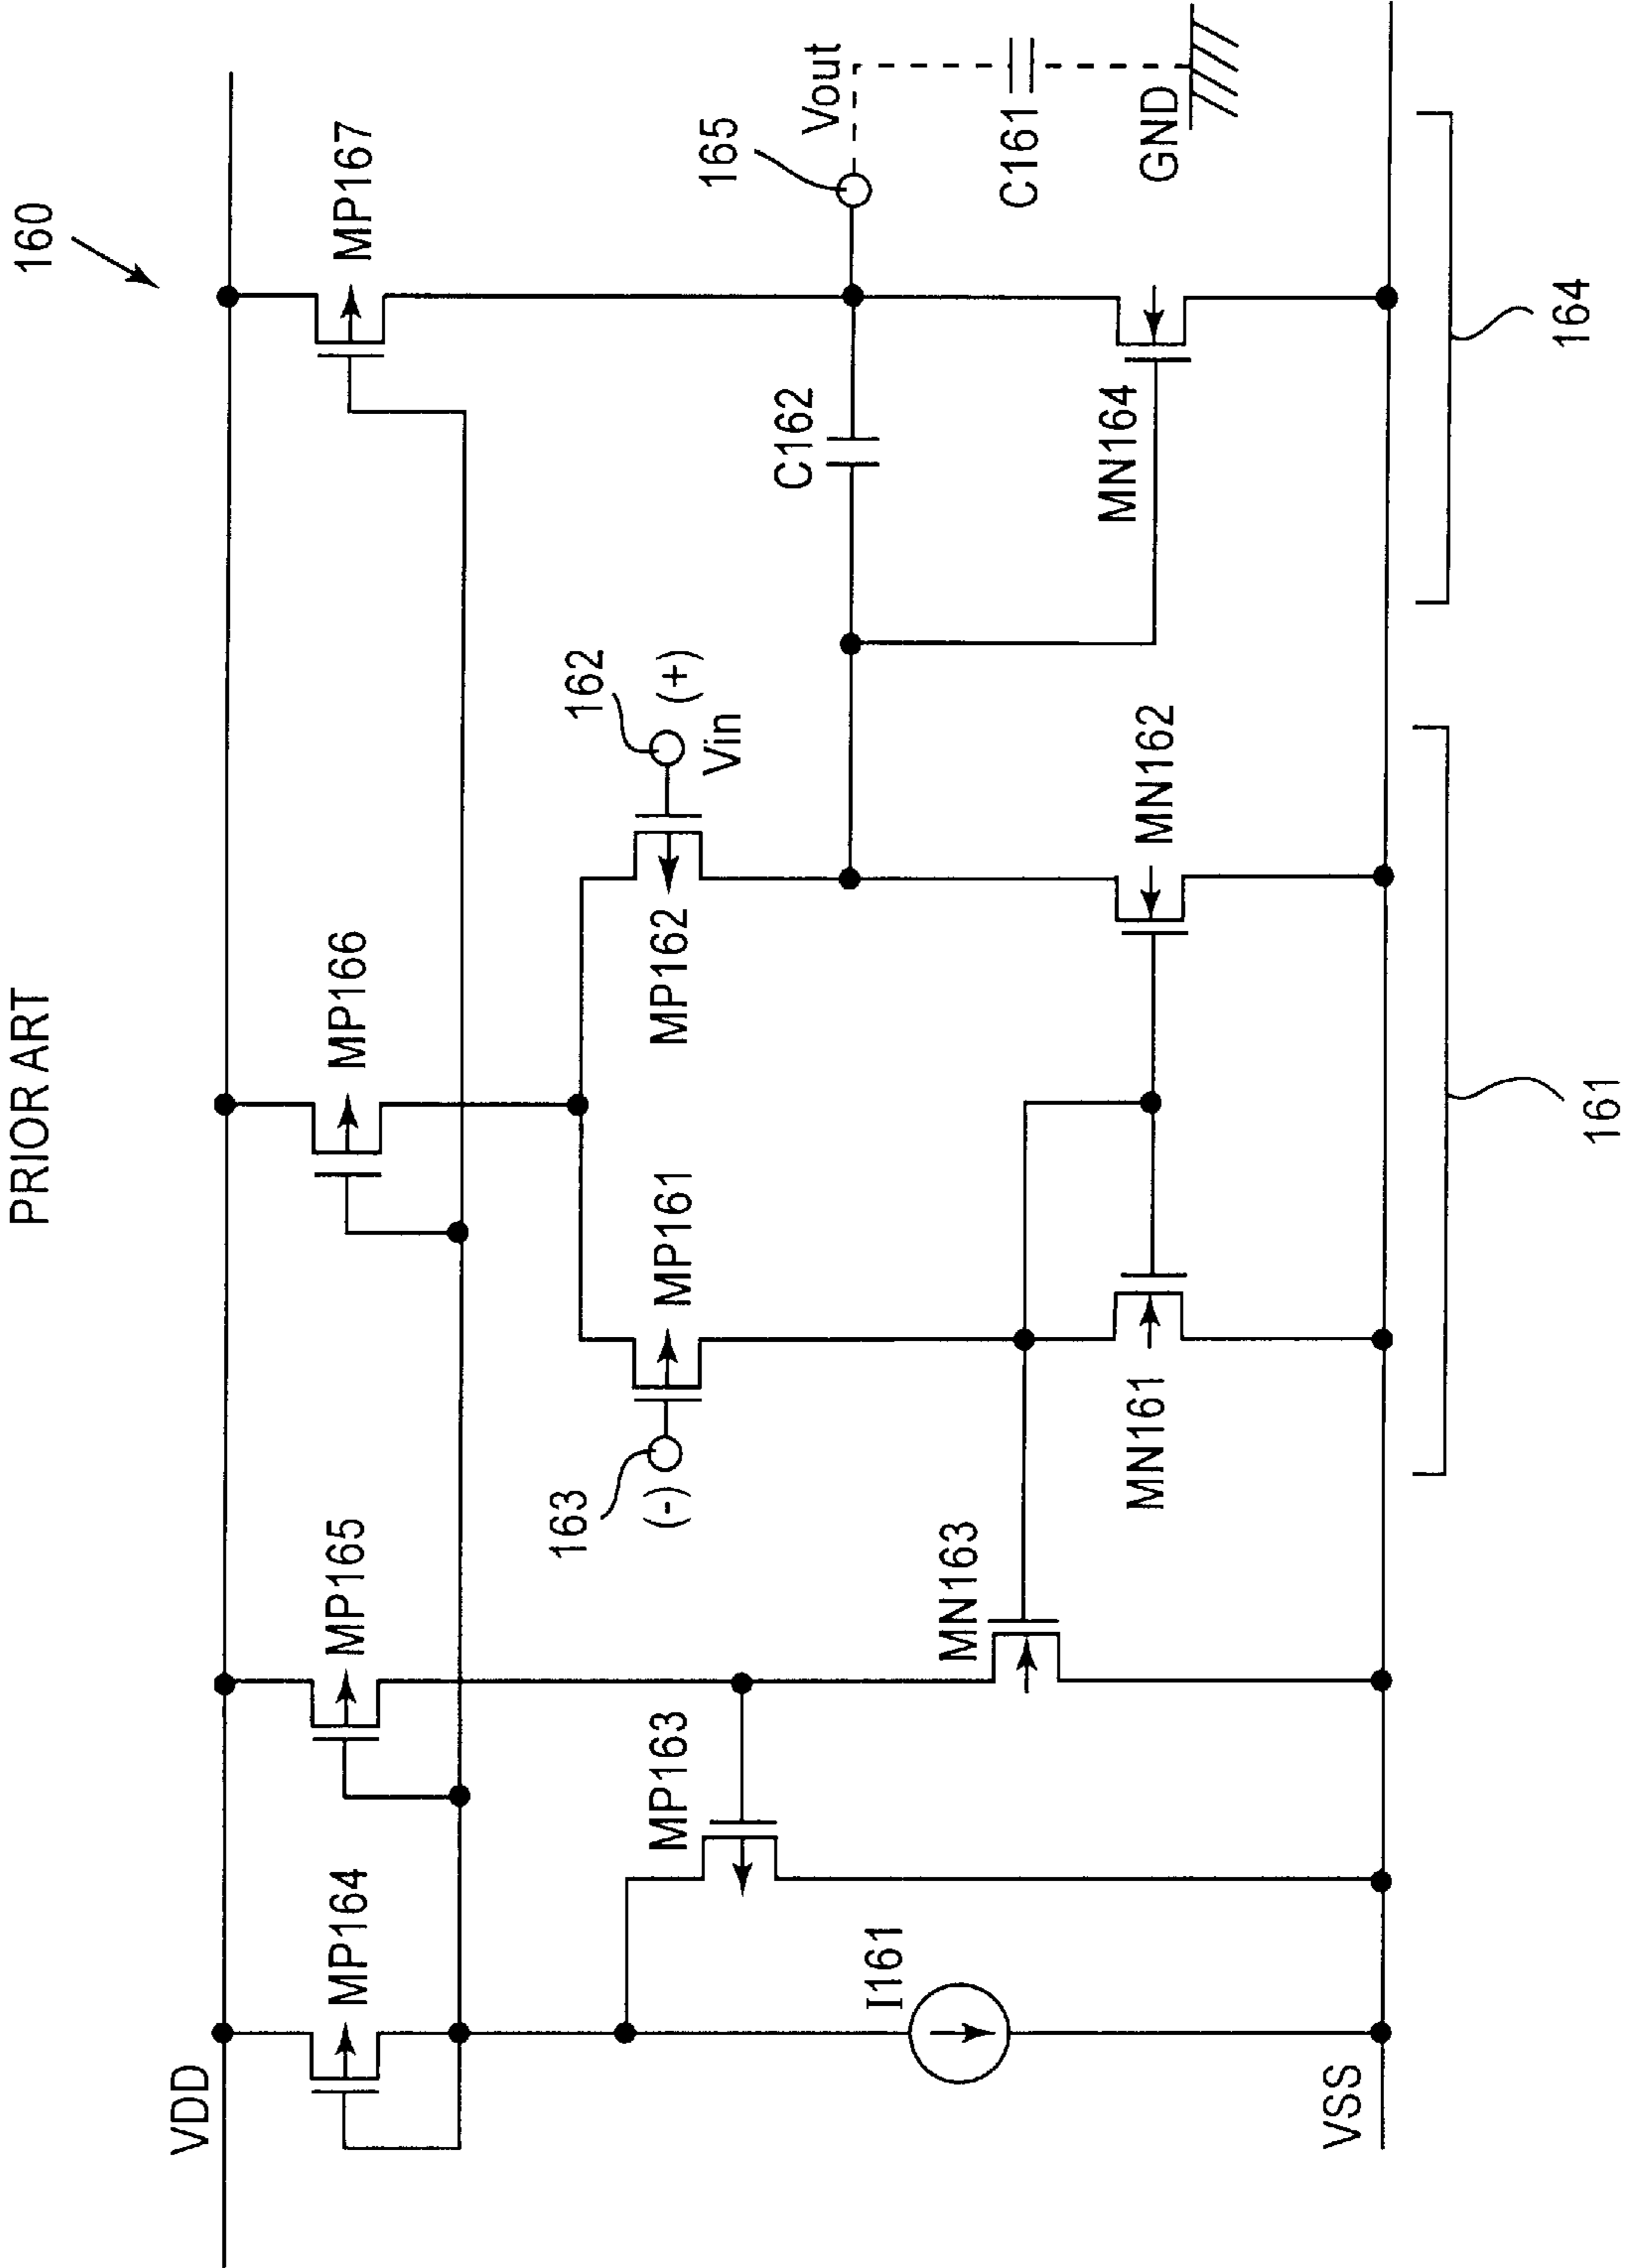 PRIOR ART
160
VDD
MP164
MP165
MP166
MP167
163
(-)
MP161
MP162
162
(+)
Vin
MP163
I161
MN163
C162
165
Vout
C161
GND
MN161
MN162
MN164
VSS
161
164